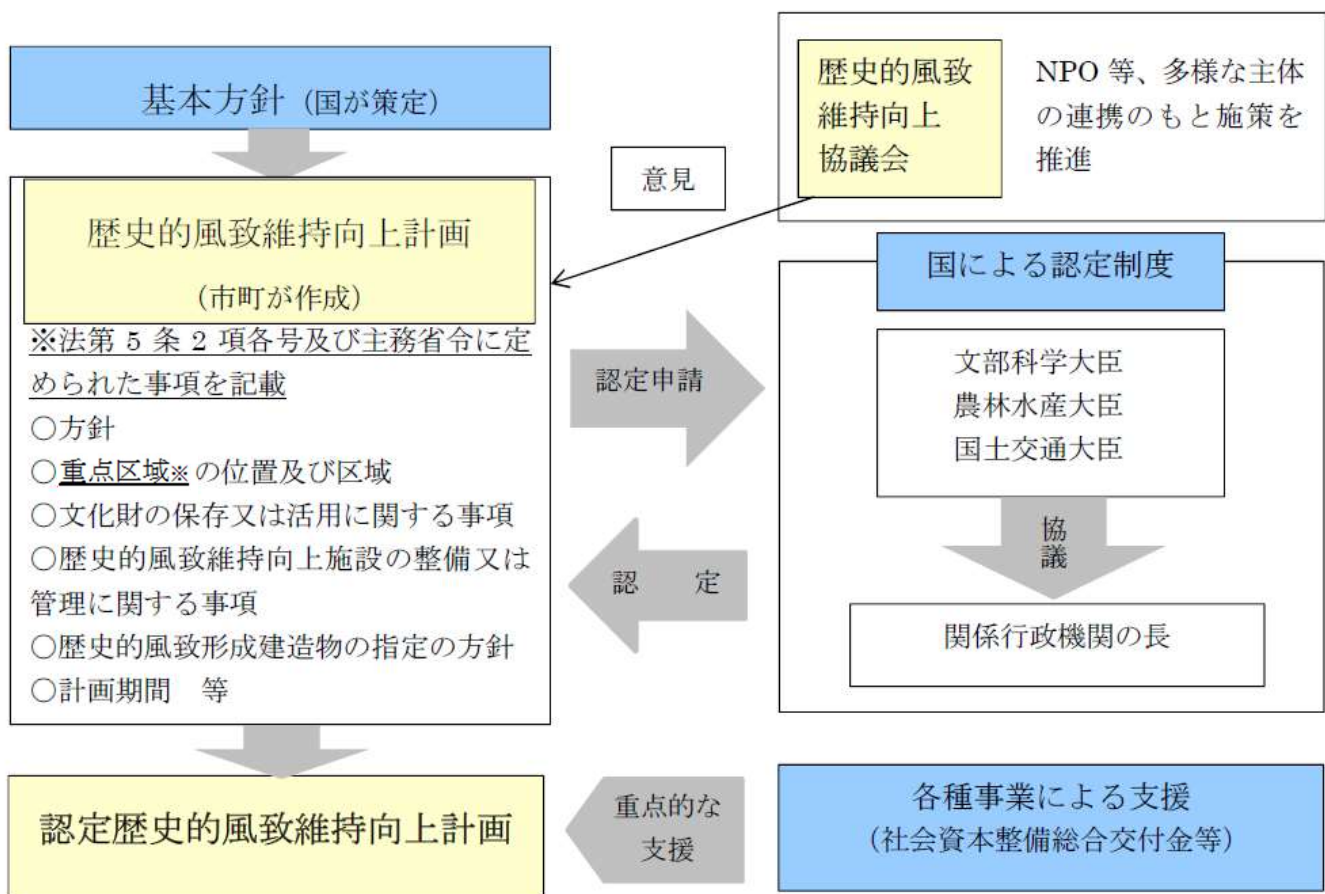 基本方針（国が策定）
歴史的風致維持向上計画
（市町が作成）
※法第 5 条 2 項各号及び主務省令に定
められた事項を記載
○方針
○重点区域※の位置及び区域
○文化財の保存又は活用に関する事項
○歴史的風致維持向上施設の整備又は
管理に関する事項
○歴史的風致形成建造物の指定の方針
○計画期間　等
認定歴史的風致維持向上計画
意見
認定申請
認　定
重点的な
支援
歴史的風致
維持向上
協議会
NPO 等、多様な主体
の連携のもと施策を
推進
国による認定制度
文部科学大臣
農林水産大臣
国土交通大臣
協
議
関係行政機関の長
各種事業による支援
（社会資本整備総合交付金等）